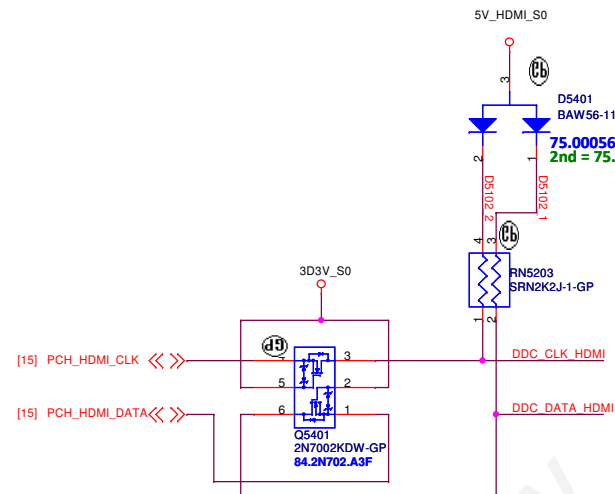 5V_HDMI_S0
3
D5401
BAW56-11
75.00056
2nd = 75.
2
1
D5102_2
D5102_1
4
3
RN5203
SRN2K2J-1-GP
1
2
3D3V_S0
GP
[15] PCH_HDMI_CLK
4
3
DDC_CLK_HDMI
5
2
[15] PCH_HDMI_DATA
6
1
DDC_DATA_HDMI
Q5401
2N7002KDW-GP
84.2N702.A3F